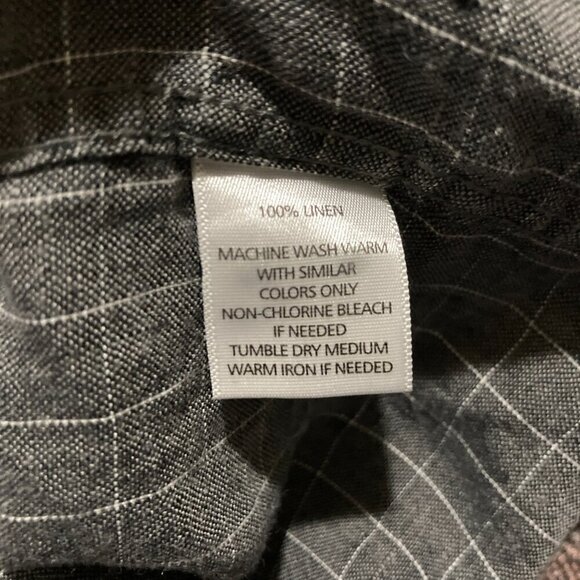 100% LINEN
MACHINE WASH WARM
WITH SIMILAR
COLORS ONLY
NON-CHLORINE BLEACH
IF NEEDED
TUMBLE DRY MEDIUM
WARM IRON IF NEEDED